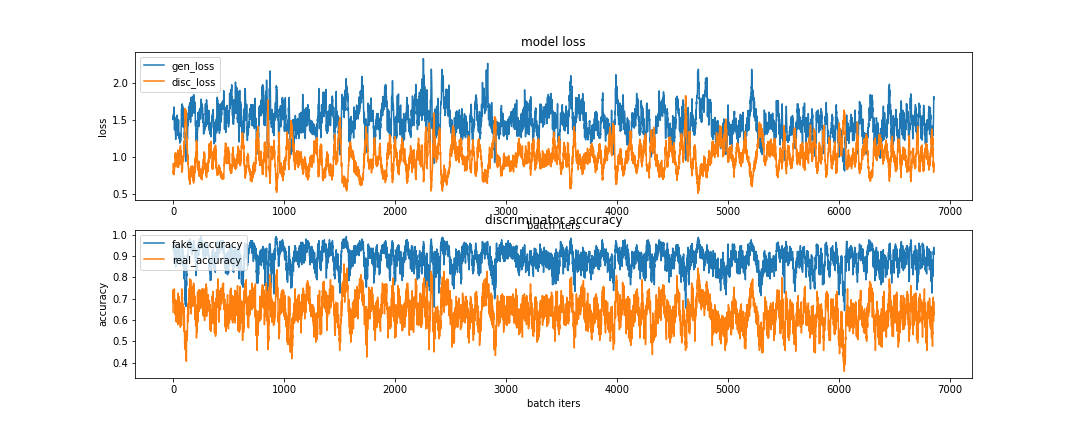 model loss
gen_loss
disc_loss
loss
2.0
1.5
1.0
0.5
0 1000 2000 3000 4000 5000 6000 7000
batch iters
discriminator accuracy
fake_accuracy
real_accuracy
accuracy
1.0
0.9
0.8
0.7
0.6
0.5
0.4
0 1000 2000 3000 4000 5000 6000 7000
batch iters